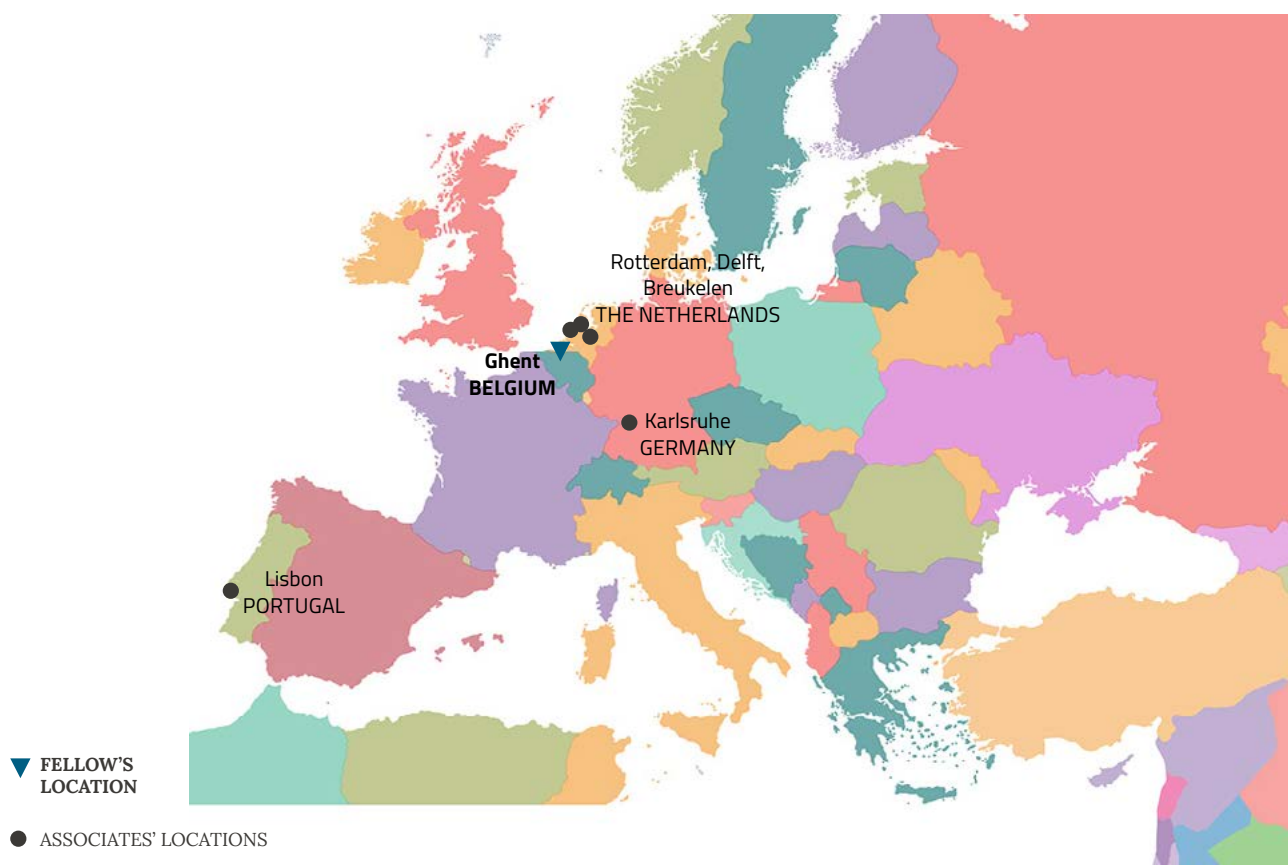 Rotterdam, Delft,
Breukelen
THE NETHERLANDS
Ghent
BELGIUM
Karlsruhe
GERMANY
Lisbon
PORTUGAL
FELLOW'S
LOCATION
ASSOCIATES' LOCATIONS